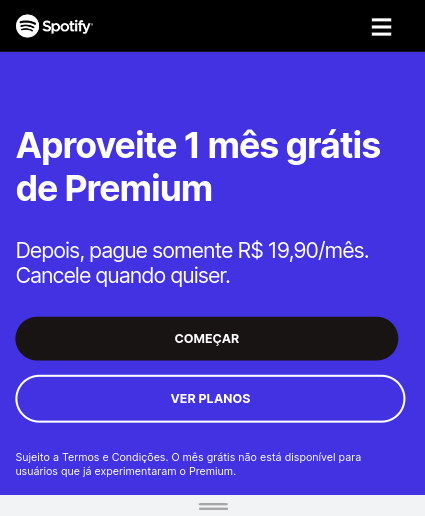 Spotify
Aproveite 1 mês grátis
de Premium
Depois, pague somente R$ 19,90/mês.
Cancele quando quiser.
COMEÇAR
VER PLANOS
Sujeito a Termos e Condições. O mês grátis não está disponível para
usuários que já experimentaram o Premium.